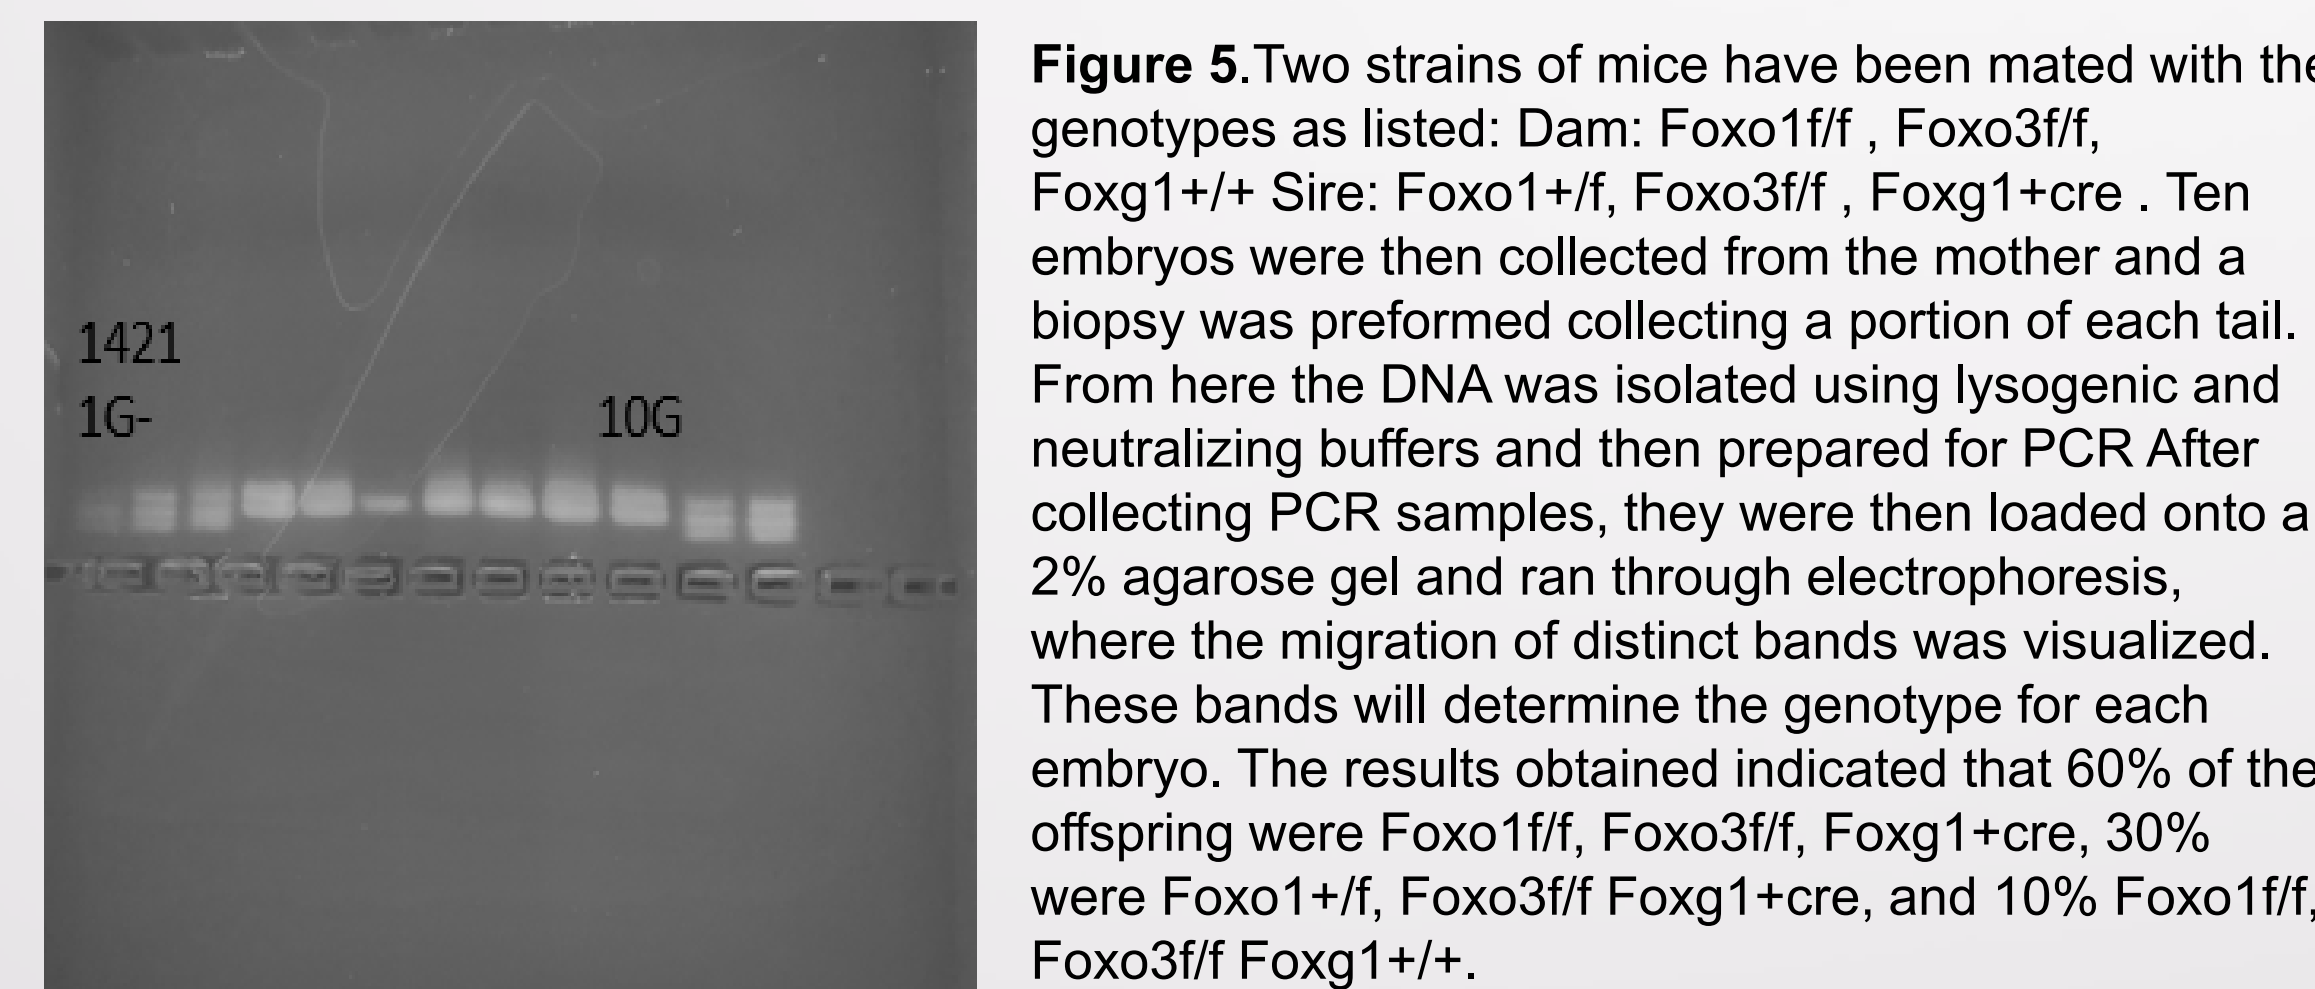 1421
1G-
10G
Figure 5.Two strains of mice have been mated with the
genotypes as listed: Dam: Foxo1f/f , Foxo3f/f,
Foxg1+/+ Sire: Foxo1+/f, Foxo3f/f , Foxg1+cre . Ten
embryos were then collected from the mother and a
biopsy was preformed collecting a portion of each tail.
From here the DNA was isolated using lysogenic and
neutralizing buffers and then prepared for PCR After
collecting PCR samples, they were then loaded onto a
2% agarose gel and ran through electrophoresis,
where the migration of distinct bands was visualized.
These bands will determine the genotype for each
embryo. The results obtained indicated that 60% of the
offspring were Foxo1f/f, Foxo3f/f, Foxg1+cre, 30%
were Foxo1+/f, Foxo3f/f Foxg1+cre, and 10% Foxo1f/f,
Foxo3f/f Foxg1+/+.